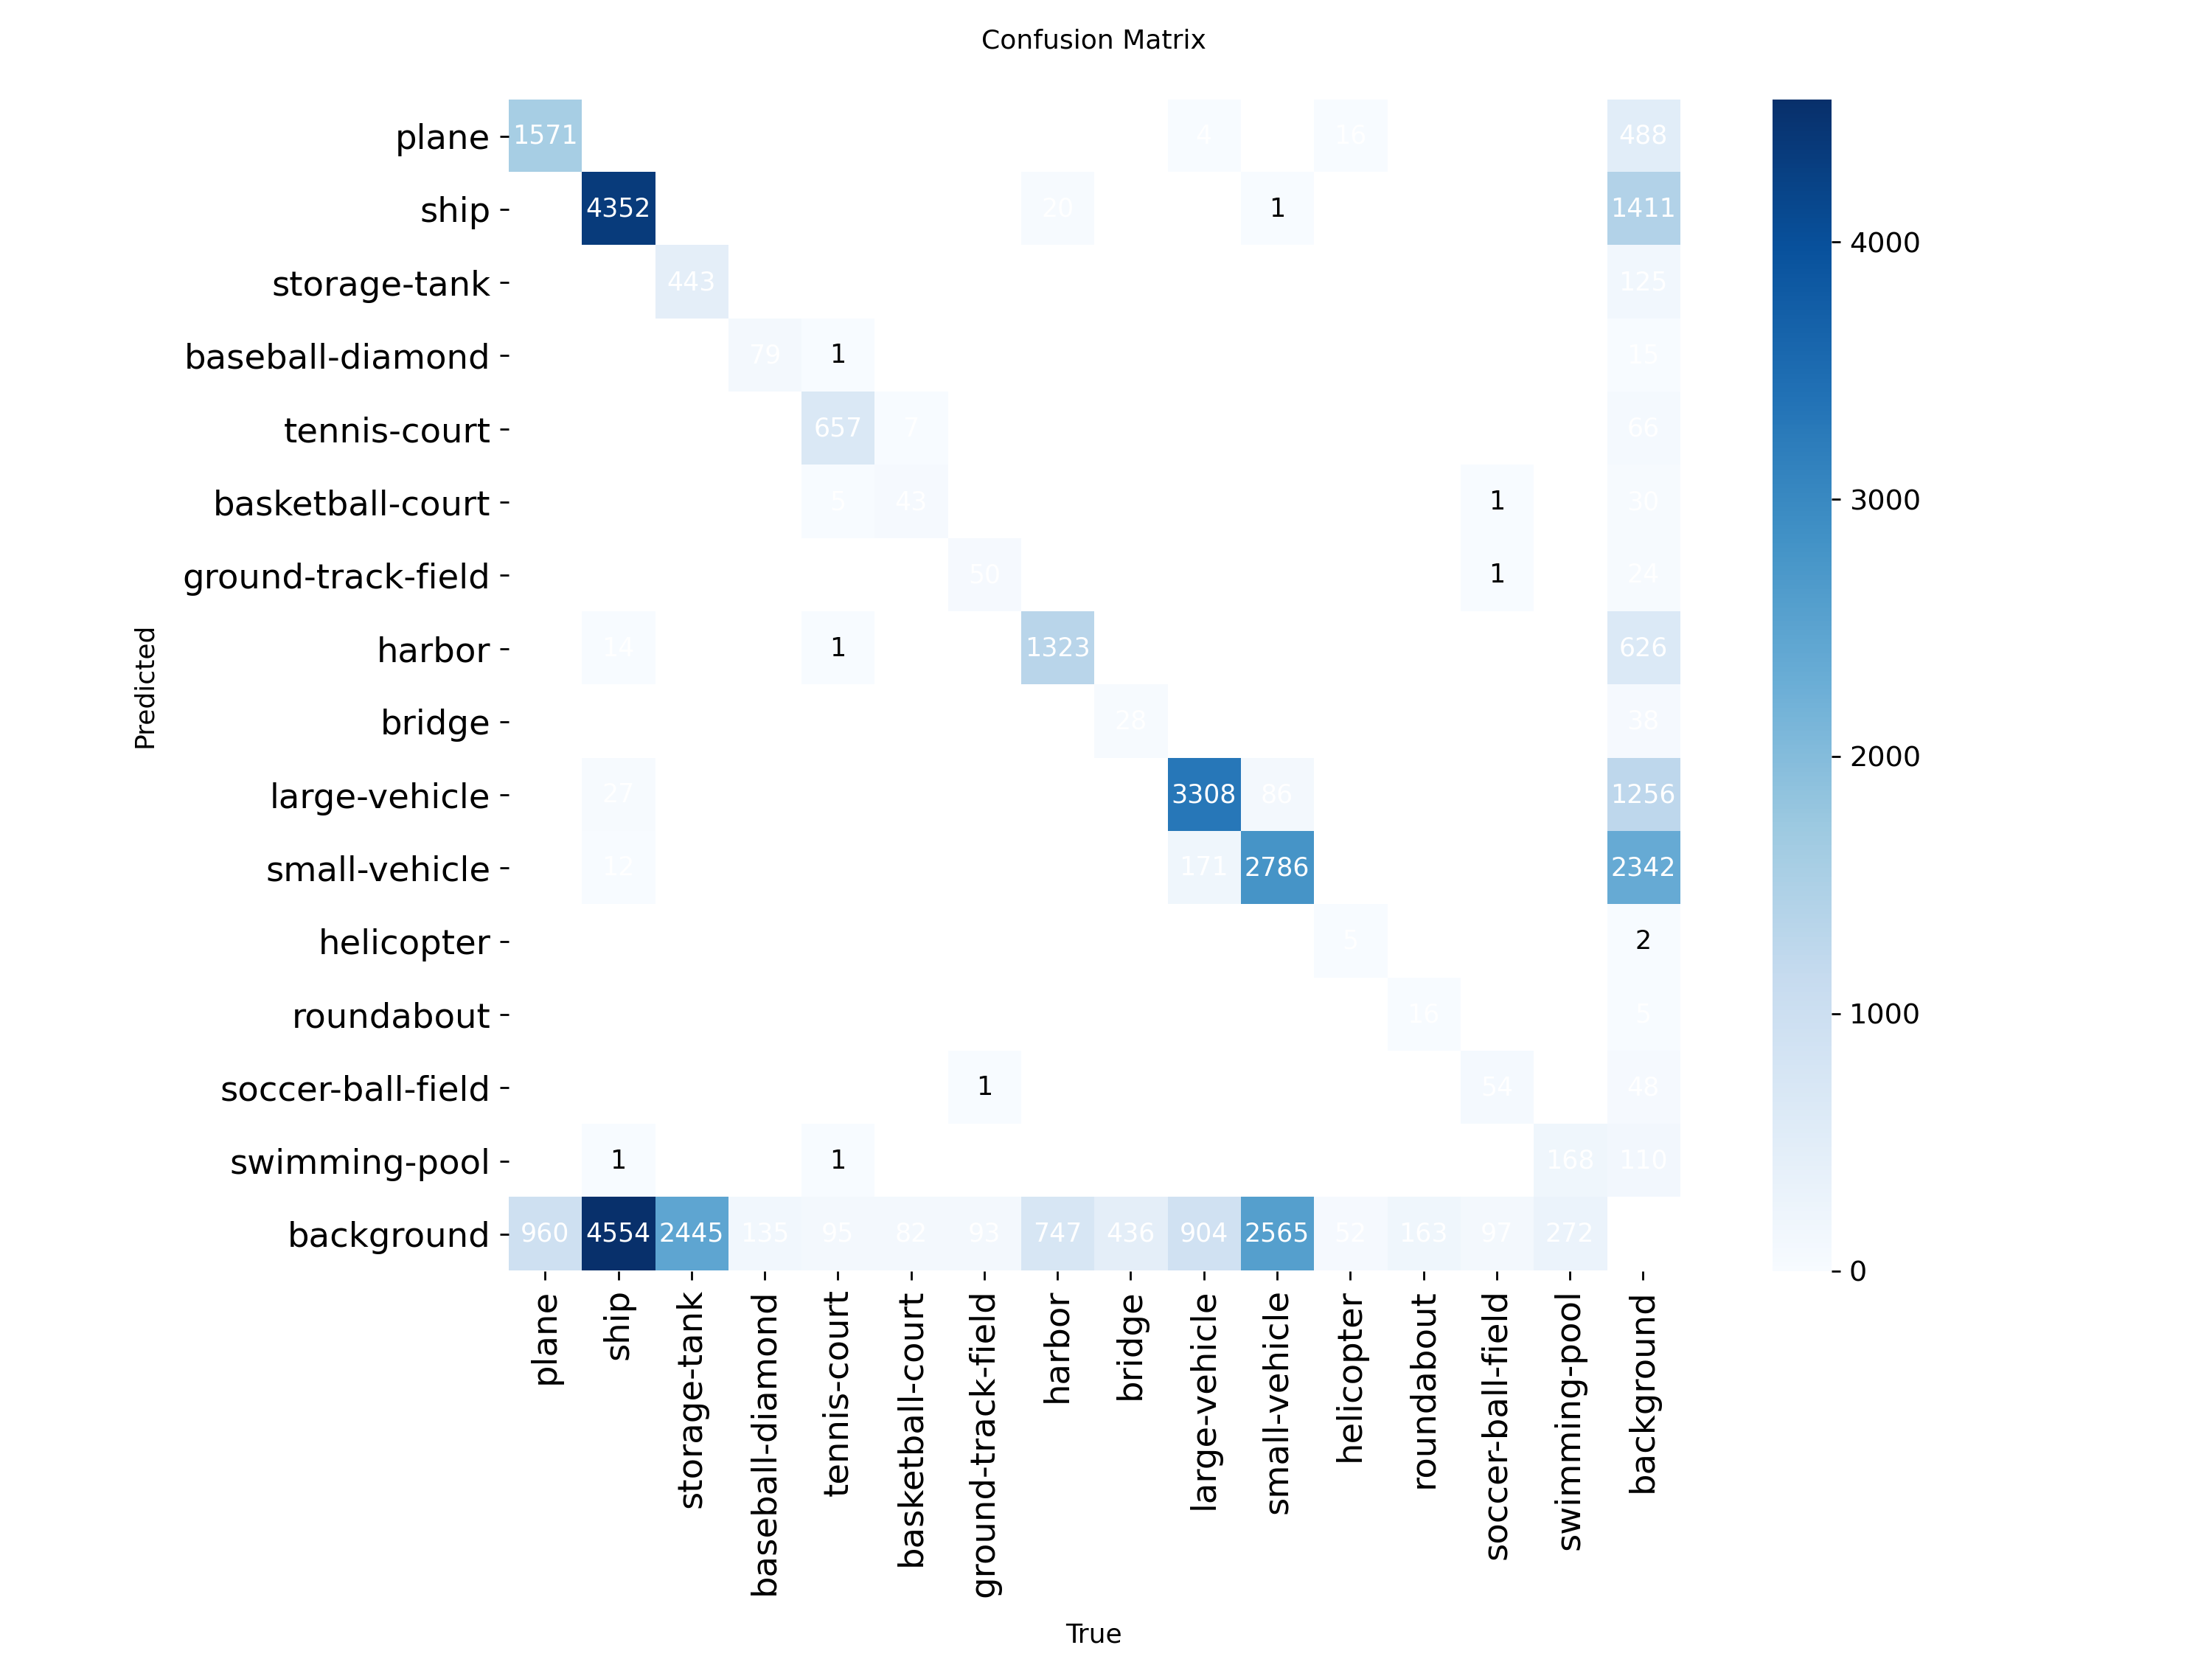 Confusion Matrix
plane 1571 4 16 488
ship 4352 20 1 1411
storage-tank 443 125
baseball-diamond 79 1 15
tennis-court 657 7 66
basketball-court 5 43 1 30
ground-track-field 50 1 24
harbor 14 1 1323 626
bridge 28 38
large-vehicle 27 3308 86 1256
small-vehicle 12 171 2786 2342
helicopter 5 2
roundabout 16 5
soccer-ball-field 1 54 48
swimming-pool 1 1 168 110
background 960 4554 2445 135 95 82 93 747 436 904 2565 52 163 97 272
Predicted
plane
ship
storage-tank
baseball-diamond
tennis-court
basketball-court
ground-track-field
harbor
bridge
large-vehicle
small-vehicle
helicopter
roundabout
soccer-ball-field
swimming-pool
background
True
4000
3000
2000
1000
0